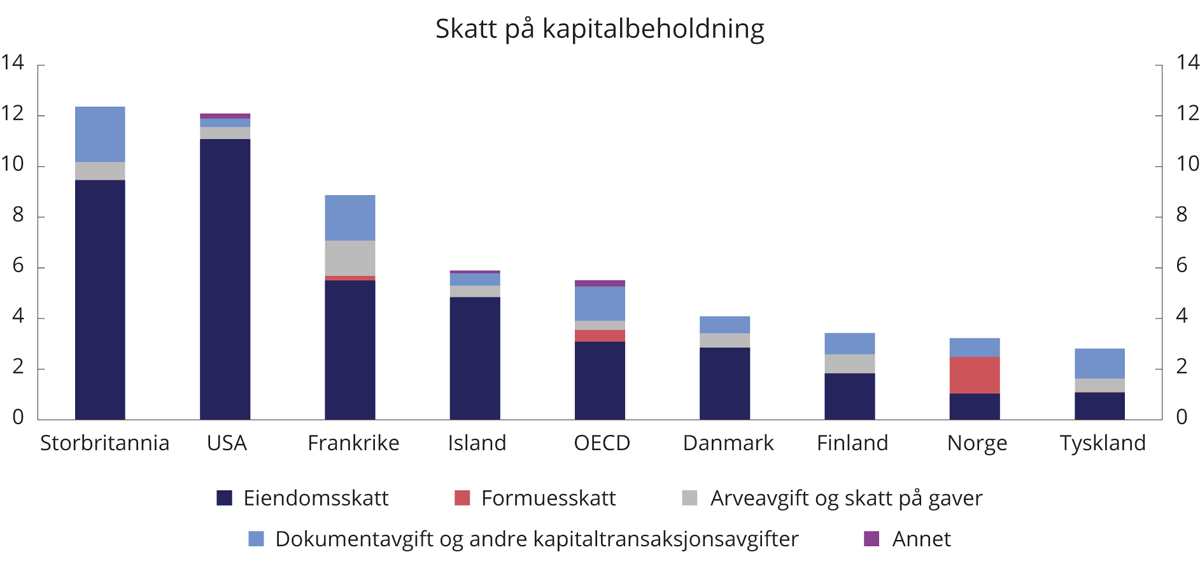 Skatt på kapitalbeholdning
14 14
12 12
10 10
8 8
6 6
4 4
2 2
0 0
Storbritannia USA Frankrike Island OECD Danmark Finland Norge Tyskland
Eiendomsskatt Formuesskatt Arveavgift og skatt på gaver
Dokumentavgift og andre kapitaltransaksjonsavgifter Annet